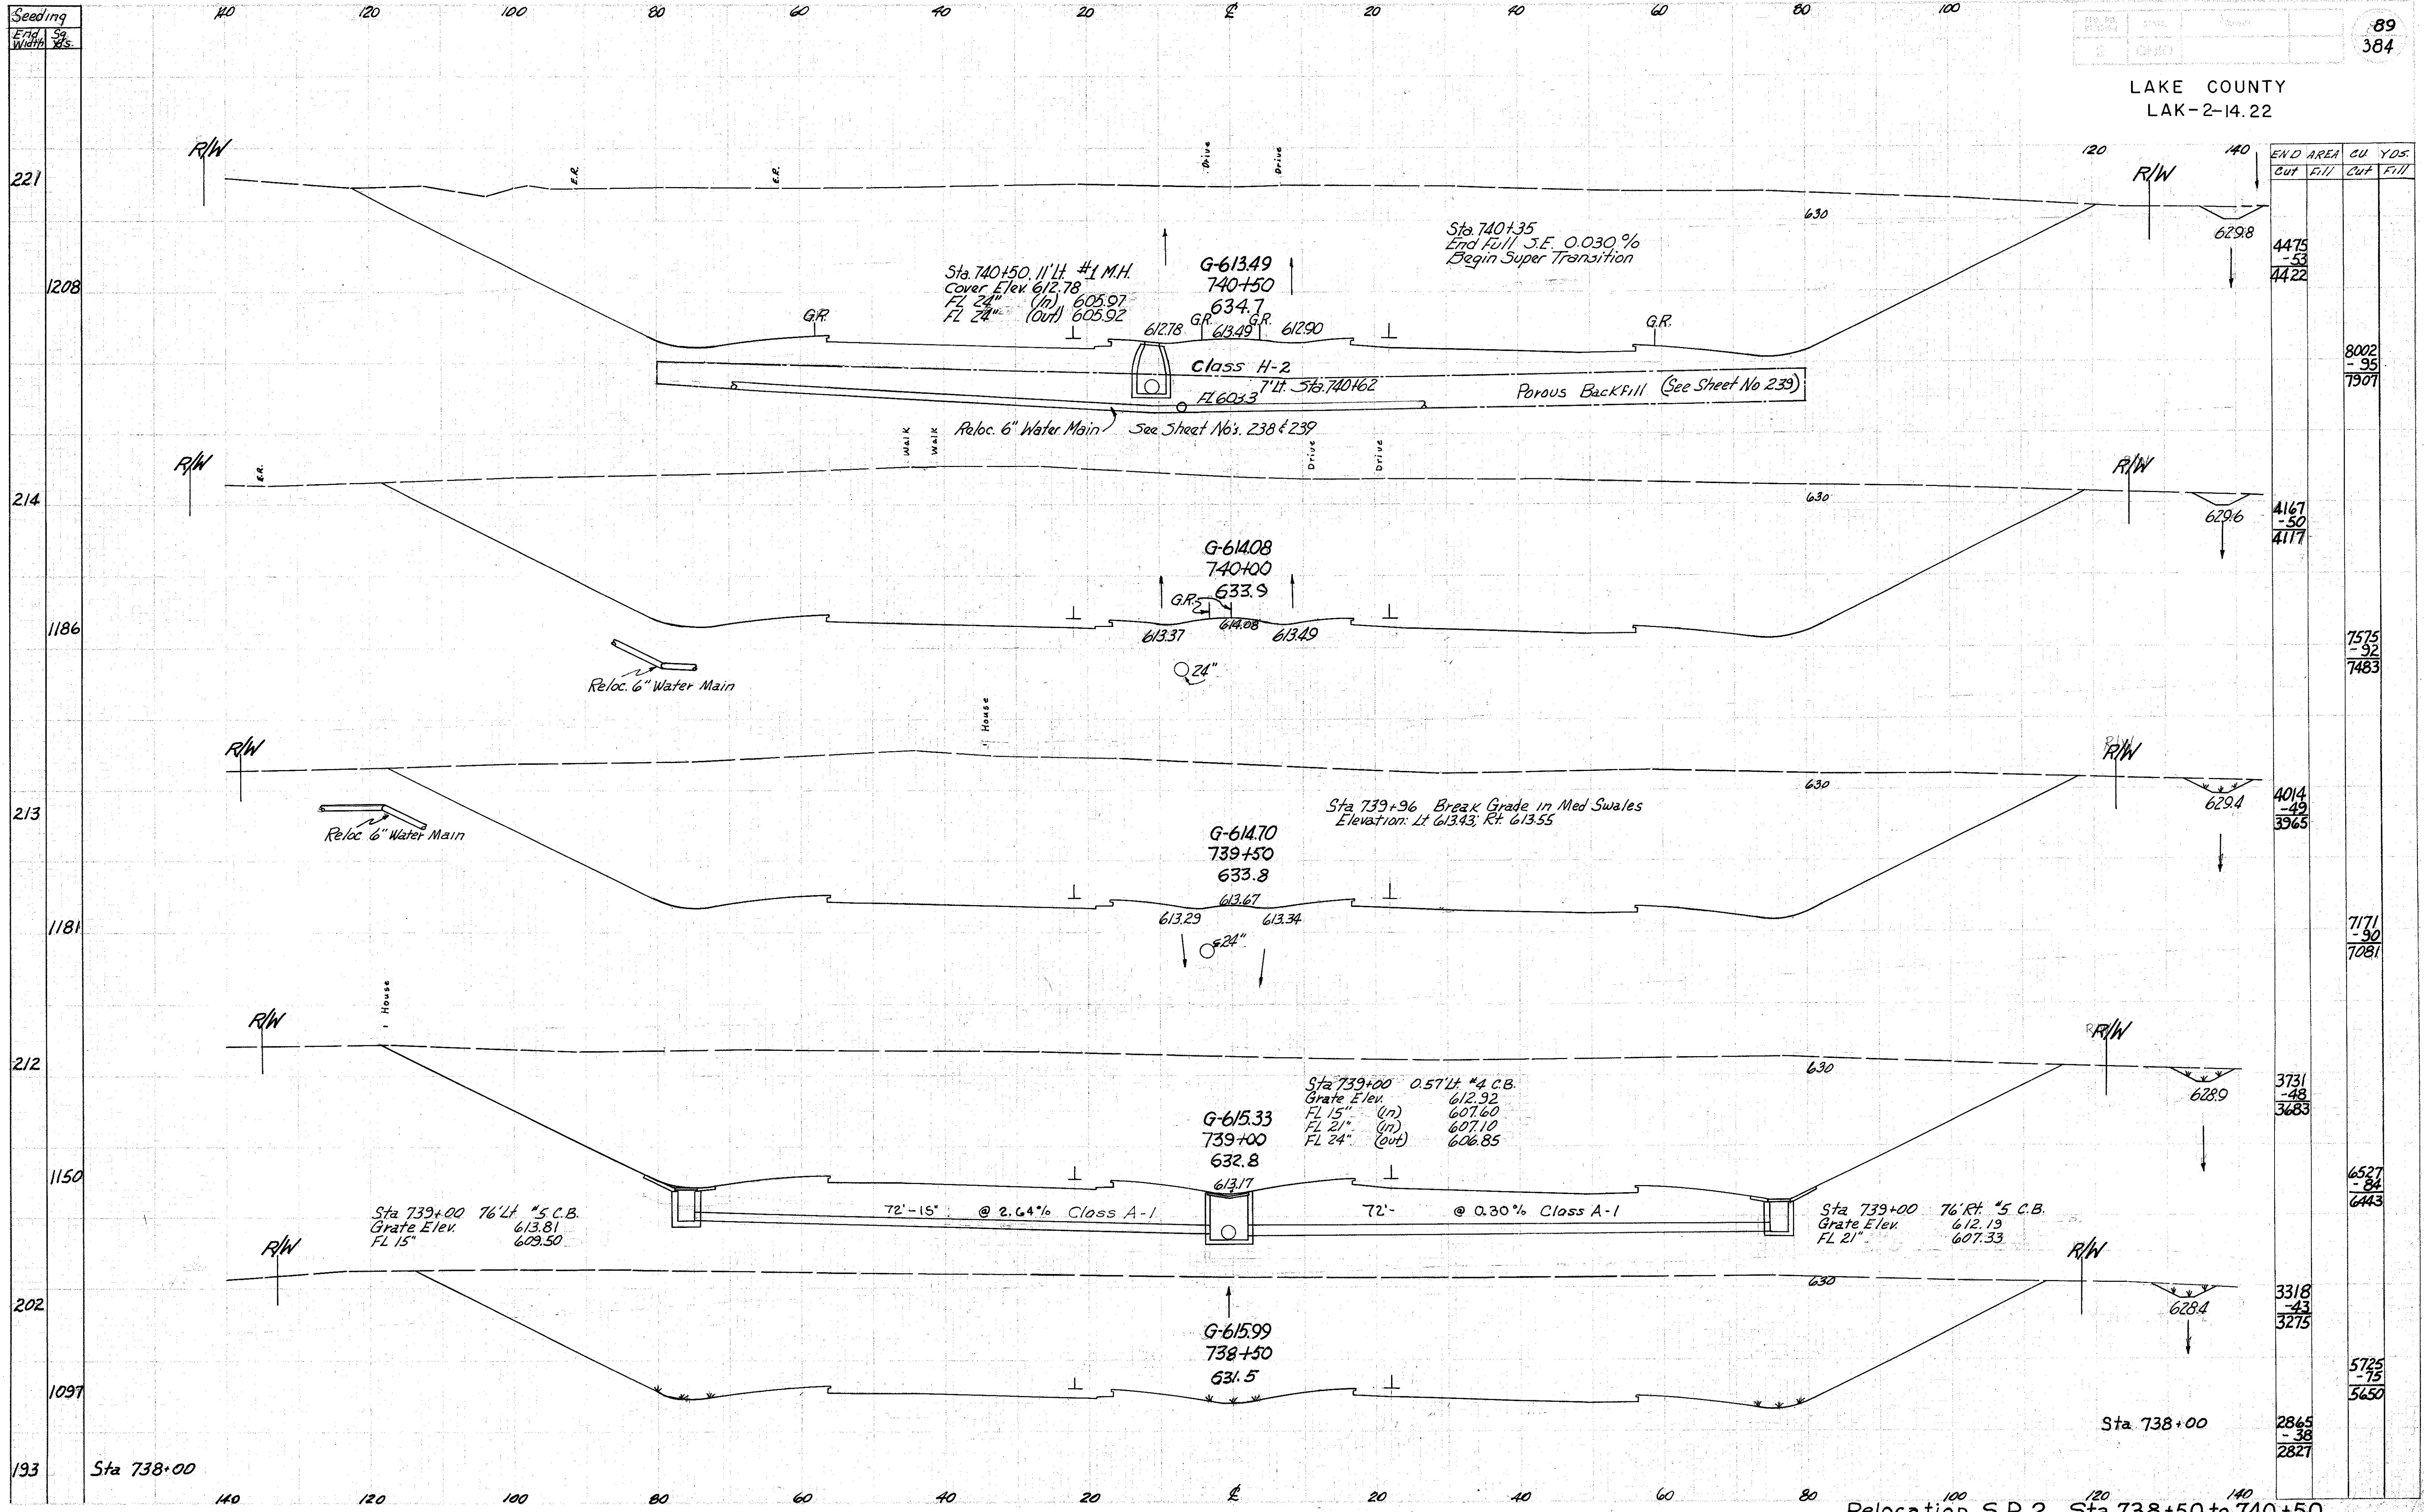 Seeding
End Width Sq. Yds.
140 120 100 80 60 40 20 ℄ 20 40 60 80 100
89
384
LAKE COUNTY
LAK-2-14.22
120 140
END AREA CU. YDS.
Cut Fill Cut Fill
R/W
E.R.
E.R.
Drive
Drive
R/W
221
630
629.8
Sta. 740+35
End Full S.E. 0.030 %
Begin Super Transition
4475
-53
4422
1208
Sta. 740+50, 11' Lt. #1 M.H.
Cover Elev. 612.78
FL 24" (In) 605.97
FL 24" (Out) 605.92
G-613.49
740+50
634.7
G.R.
G.R. G.R.
612.78 613.49 612.90
G.R.
8002
-95
7907
Class H-2
7' Lt. Sta. 740+62
FL 603.3
Porous Backfill (See Sheet No 239)
Reloc. 6" Water Main See Sheet No's. 238 & 239
R/W
E.R.
Walk
Walk
Drive
Drive
R/W
214
630
629.6
4167
-50
4117
G-614.08
740+00
633.9
G.R.
613.37 614.08 613.49
24"
1186
Reloc. 6" Water Main
7575
-92
7483
R/W
1 House
R/W
213
630
629.4
Reloc. 6" Water Main
Sta 739+96 Break Grade in Med Swales
Elevation: Lt 613.43; Rt. 613.55
4014
-49
3965
G-614.70
739+50
633.8
613.67
613.29 613.34
24"
1181
7171
-90
7081
R/W
1 House
R/W
212
630
628.9
3731
-48
3683
Sta 739+00 0.57' Lt. #4 C.B.
Grate Elev. 612.92
FL 15" (in) 607.60
FL 21" (in) 607.10
FL 24" (out) 606.85
G-615.33
739+00
632.8
613.17
1150
6527
-84
6443
Sta 739+00 76' Lt. #5 C.B.
Grate Elev. 613.81
FL 15" 609.50
72'-15" @ 2.64% Class A-1
72'- @ 0.30% Class A-1
Sta 739+00 76' Rt. #5 C.B.
Grate Elev. 612.19
FL 21" 607.33
R/W
R/W
202
630
628.4
3318
-43
3275
G-615.99
738+50
631.5
1097
5725
-75
5650
Sta 738+00
2865
-38
2827
193
Sta 738+00
140 120 100 80 60 40 20 ℄ 20 40 60 80 100 120 140
Relocation S.R.2 Sta 738+50 to 740+50